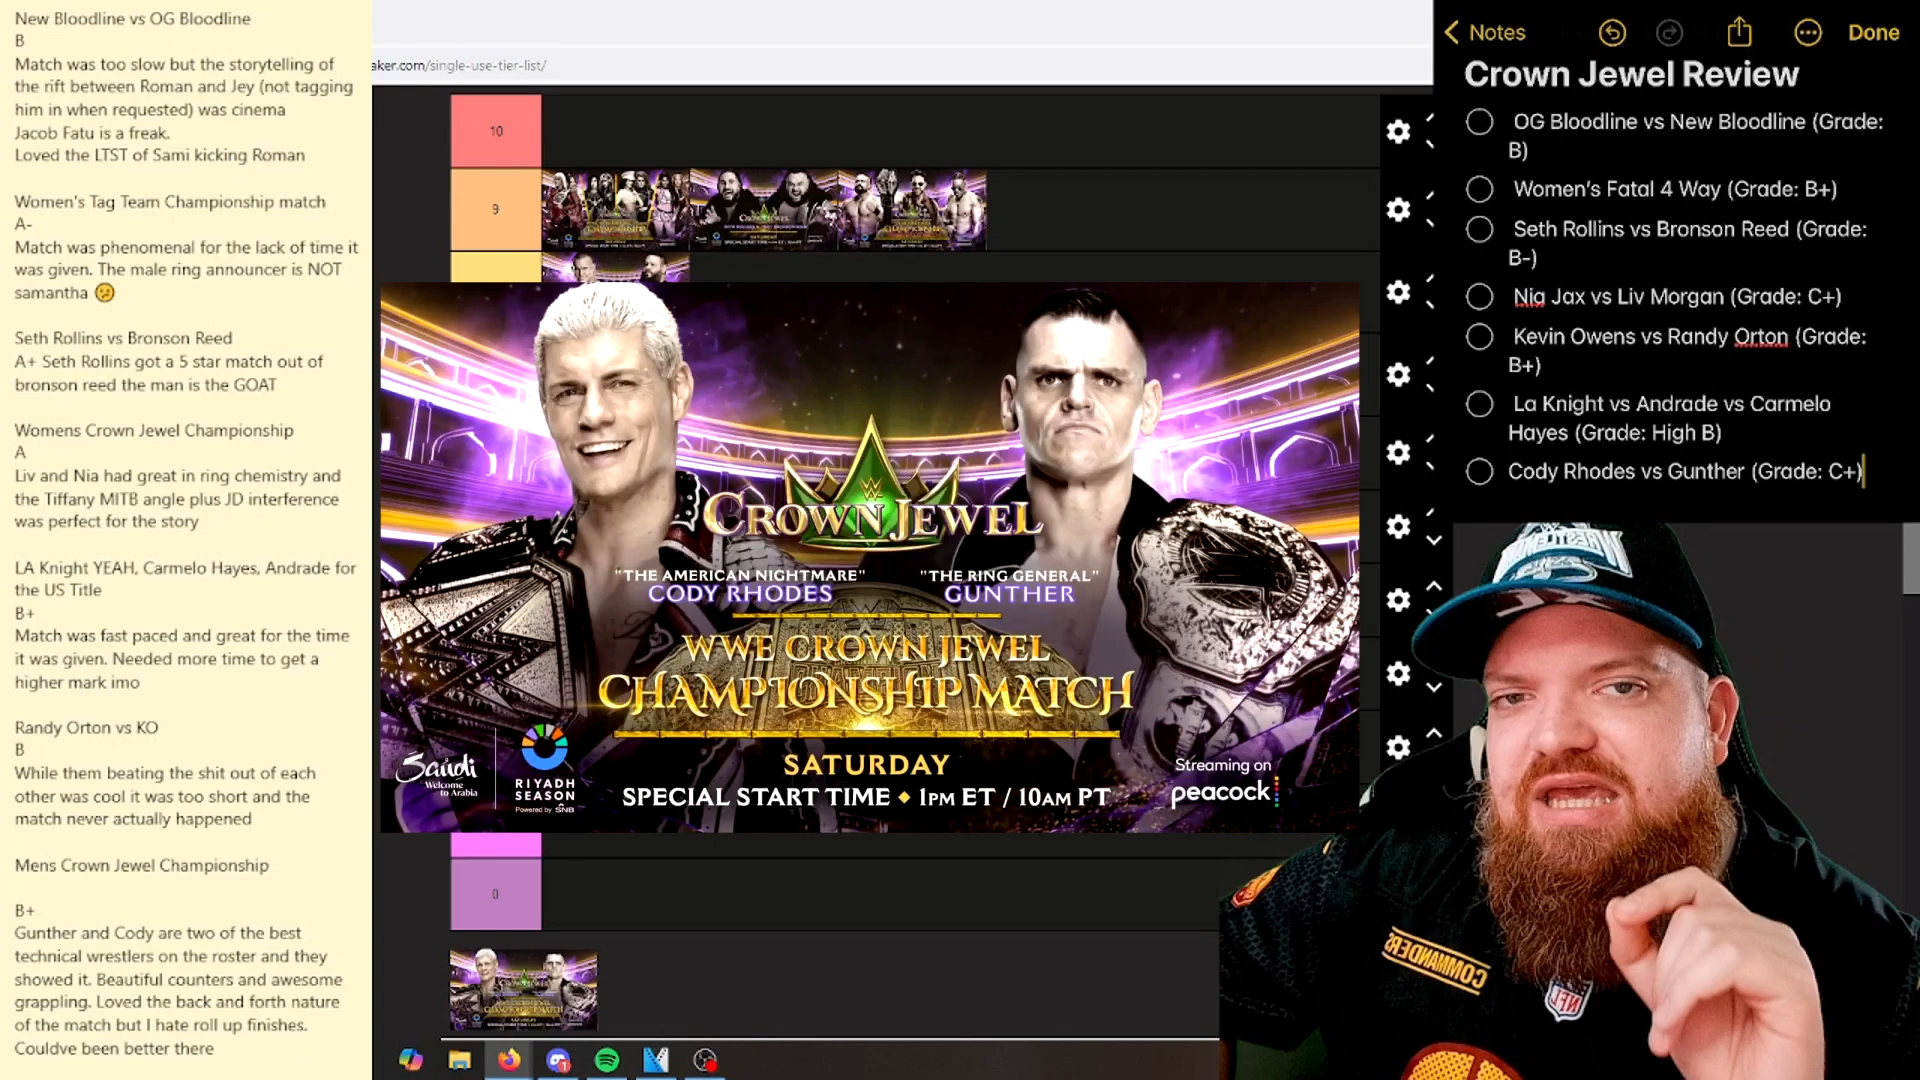 New Bloodline vs OG Bloodline
B
Match was too slow but the storytelling of
the rift between Roman and Jey (not tagging
him in when requested) was cinema
Jacob Fatu is a freak.
Loved the LTST of Sami kicking Roman
Women's Tag Team Championship match
A-
Match was phenomenal for the lack of time it
was given. The male ring announcer is NOT
samantha 😕
Seth Rollins vs Bronson Reed
A+ Seth Rollins got a 5 star match out of
bronson reed the man is the GOAT
Womens Crown Jewel Championship
A
Liv and Nia had great in ring chemistry and
the Tiffany MITB angle plus JD interference
was perfect for the story
LA Knight YEAH, Carmelo Hayes, Andrade for
the US Title
B+
Match was fast paced and great for the time
it was given. Needed more time to get a
higher mark imo
Randy Orton vs KO
B
While them beating the shit out of each
other was cool it was too short and the
match never actually happened
Mens Crown Jewel Championship
B+
Gunther and Cody are two of the best
technical wrestlers on the roster and they
showed it. Beautiful counters and awesome
grappling. Loved the back and forth nature
of the match but I hate roll up finishes.
Couldve been better there
aker.com/single-use-tier-list/
10
9
CROWN JEWEL
"THE AMERICAN NIGHTMARE"
CODY RHODES
"THE RING GENERAL"
GUNTHER
WWE CROWN JEWEL
CHAMPIONSHIP MATCH
SATURDAY
SPECIAL START TIME ◆ 1PM ET / 10AM PT
Saudi
Welcome
to Arabia
RIYADH
SEASON
Powered by SNB
Streaming on
peacock
0
Notes
Done
Crown Jewel Review
OG Bloodline vs New Bloodline (Grade:
B)
Women's Fatal 4 Way (Grade: B+)
Seth Rollins vs Bronson Reed (Grade:
B-)
Nia Jax vs Liv Morgan (Grade: C+)
Kevin Owens vs Randy Orton (Grade:
B+)
La Knight vs Andrade vs Carmelo
Hayes (Grade: High B)
Cody Rhodes vs Gunther (Grade: C+)
COMMANDERS
NFL